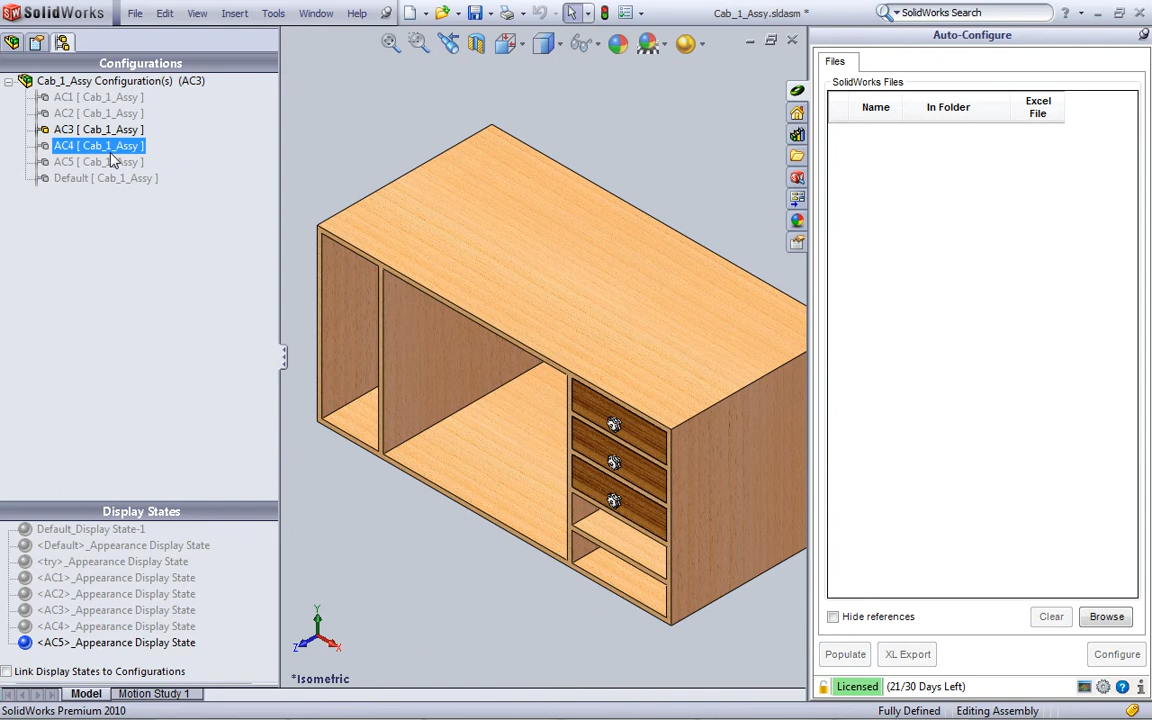 SolidWorks File Edit View Insert Tools Window Help Cab_1_Assy.sldasm * SolidWorks Search
Configurations
Cab_1_Assy Configuration(s) (AC3)
AC1 [ Cab_1_Assy ]
AC2 [ Cab_1_Assy ]
AC3 [ Cab_1_Assy ]
AC4 [ Cab_1_Assy ]
AC5 [ Cab_1_Assy ]
Default [ Cab_1_Assy ]
Display States
Default_Display State-1
<Default>_Appearance Display State
<try>_Appearance Display State
<AC1>_Appearance Display State
<AC2>_Appearance Display State
<AC3>_Appearance Display State
<AC4>_Appearance Display State
<AC5>_Appearance Display State
Link Display States to Configurations
Model Motion Study 1
SolidWorks Premium 2010
Y
Z X
*Isometric
Auto-Configure
Files
SolidWorks Files
Name In Folder Excel
File
Hide references Clear Browse
Populate XL Export Configure
Licensed (21/30 Days Left)
Fully Defined Editing Assembly